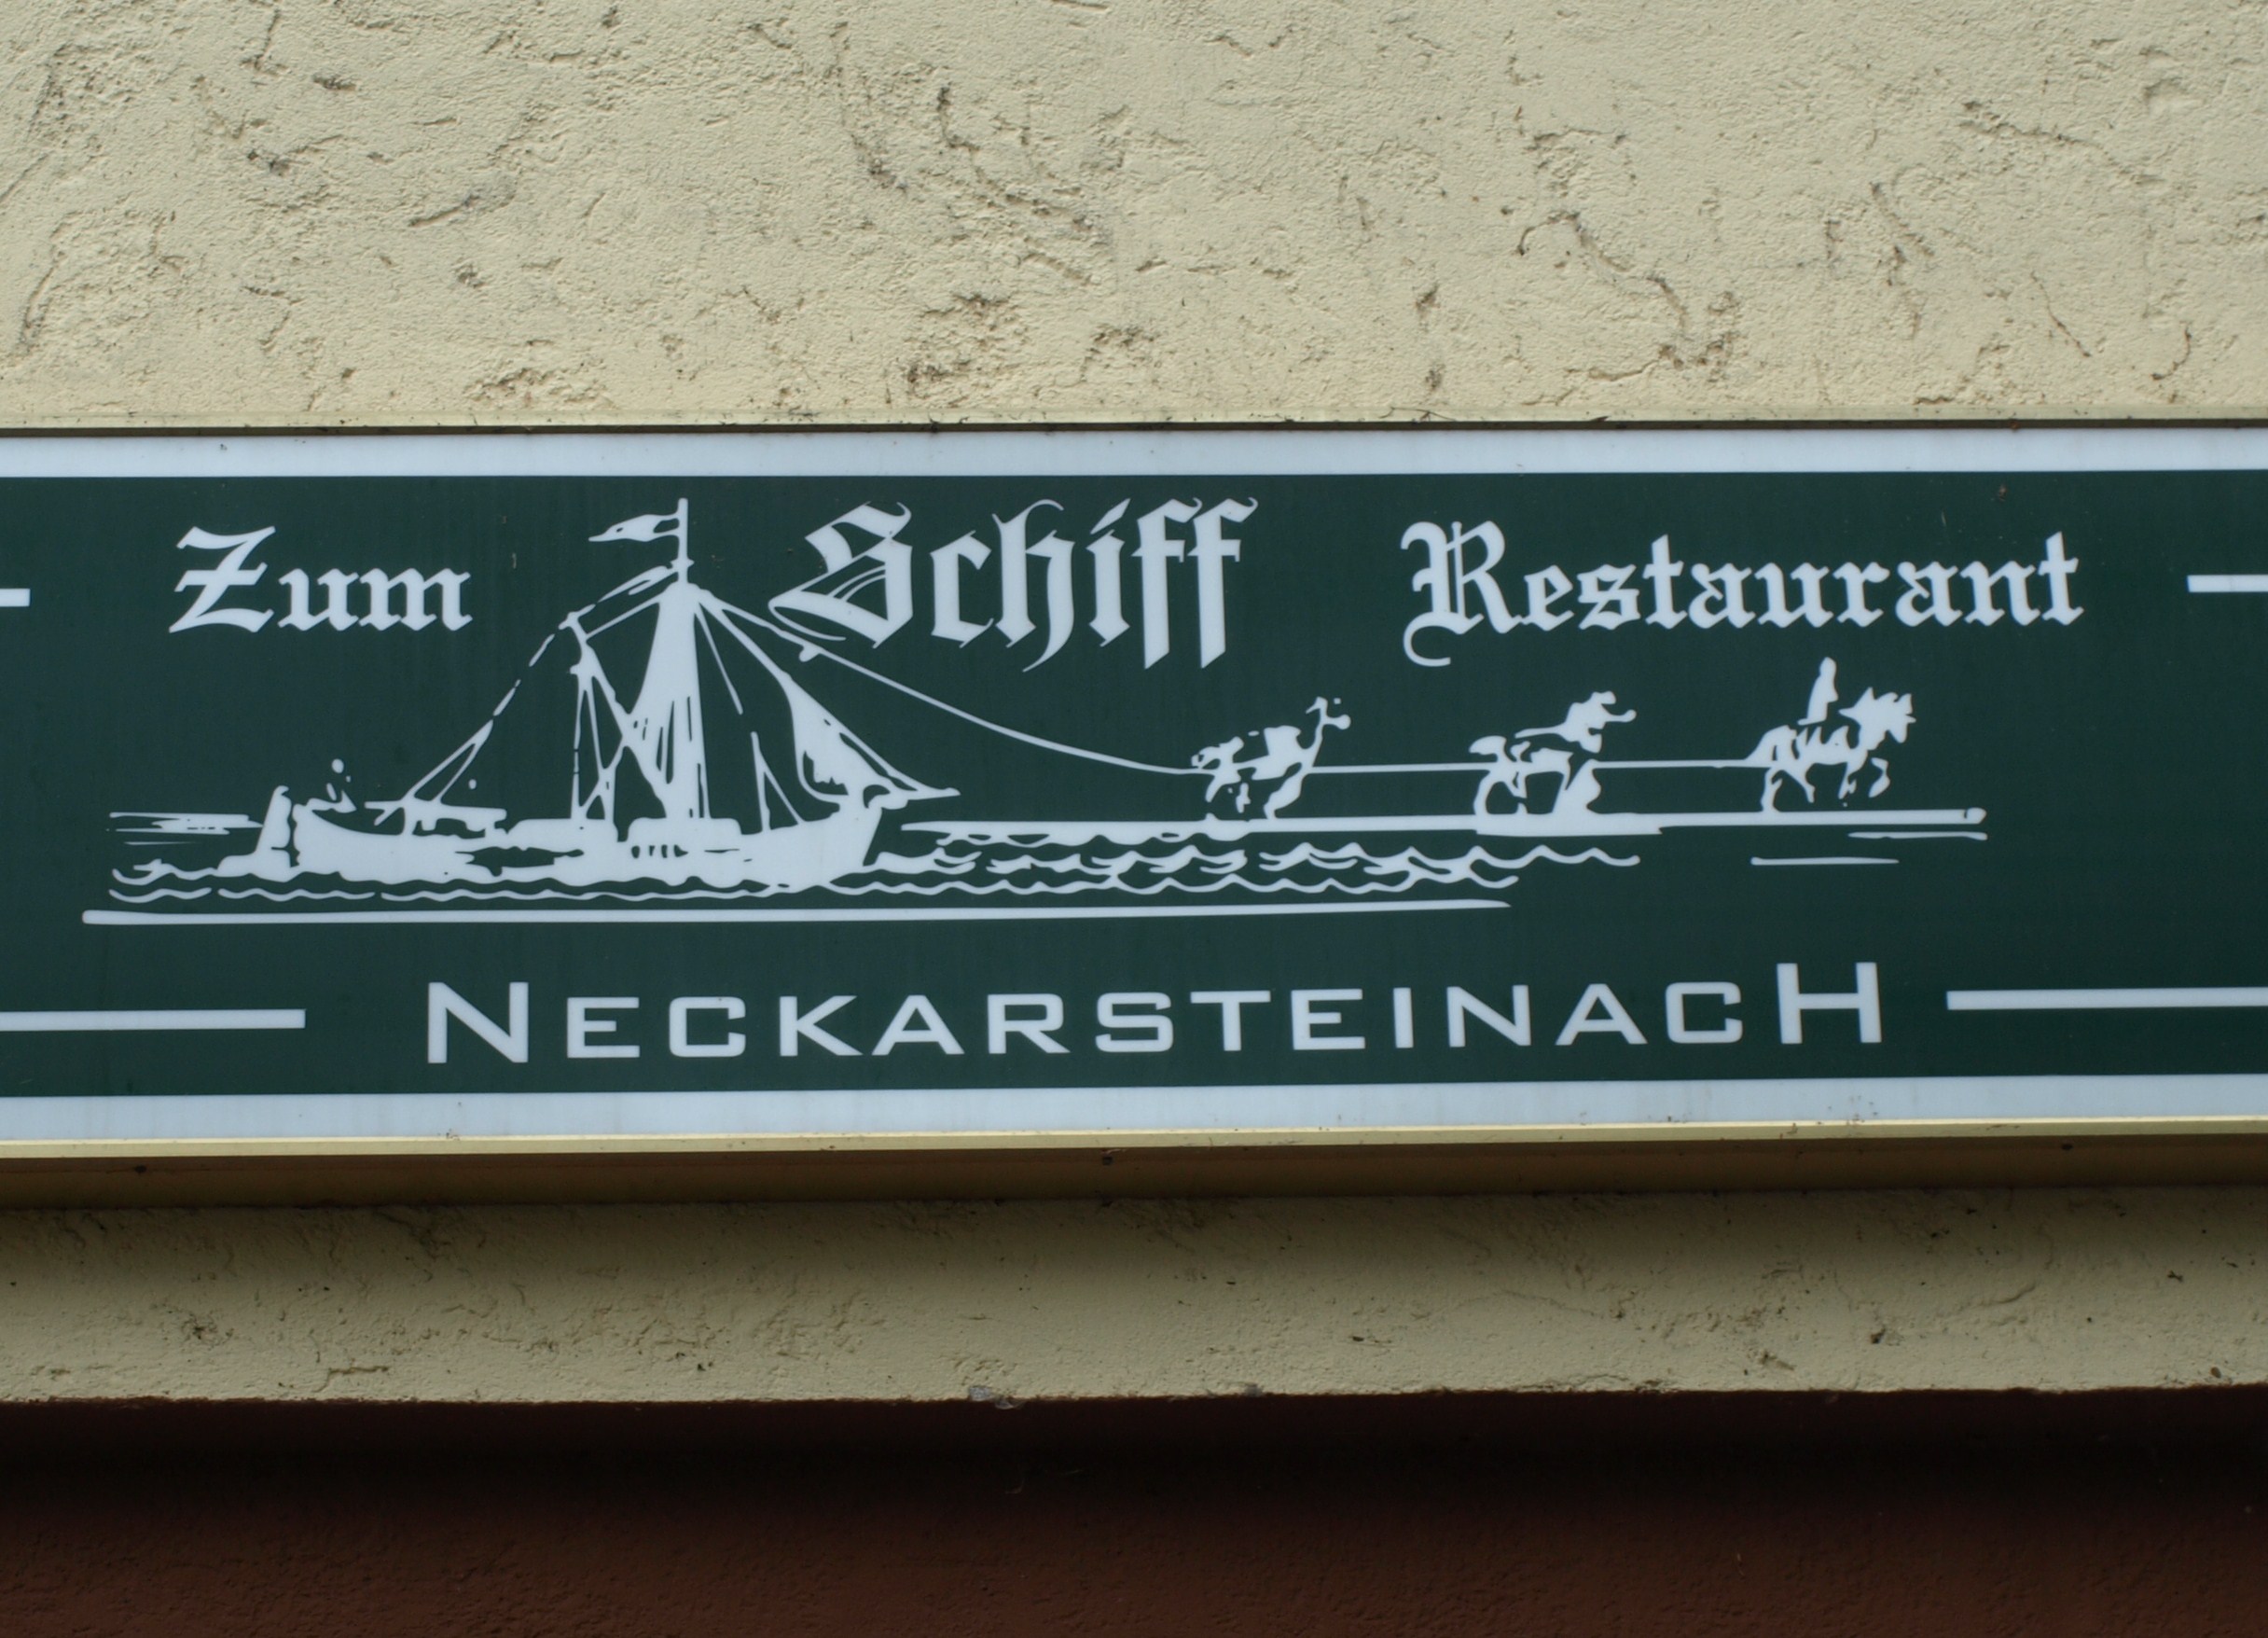 Zum Schiff Restaurant
NECKARSTEINACH